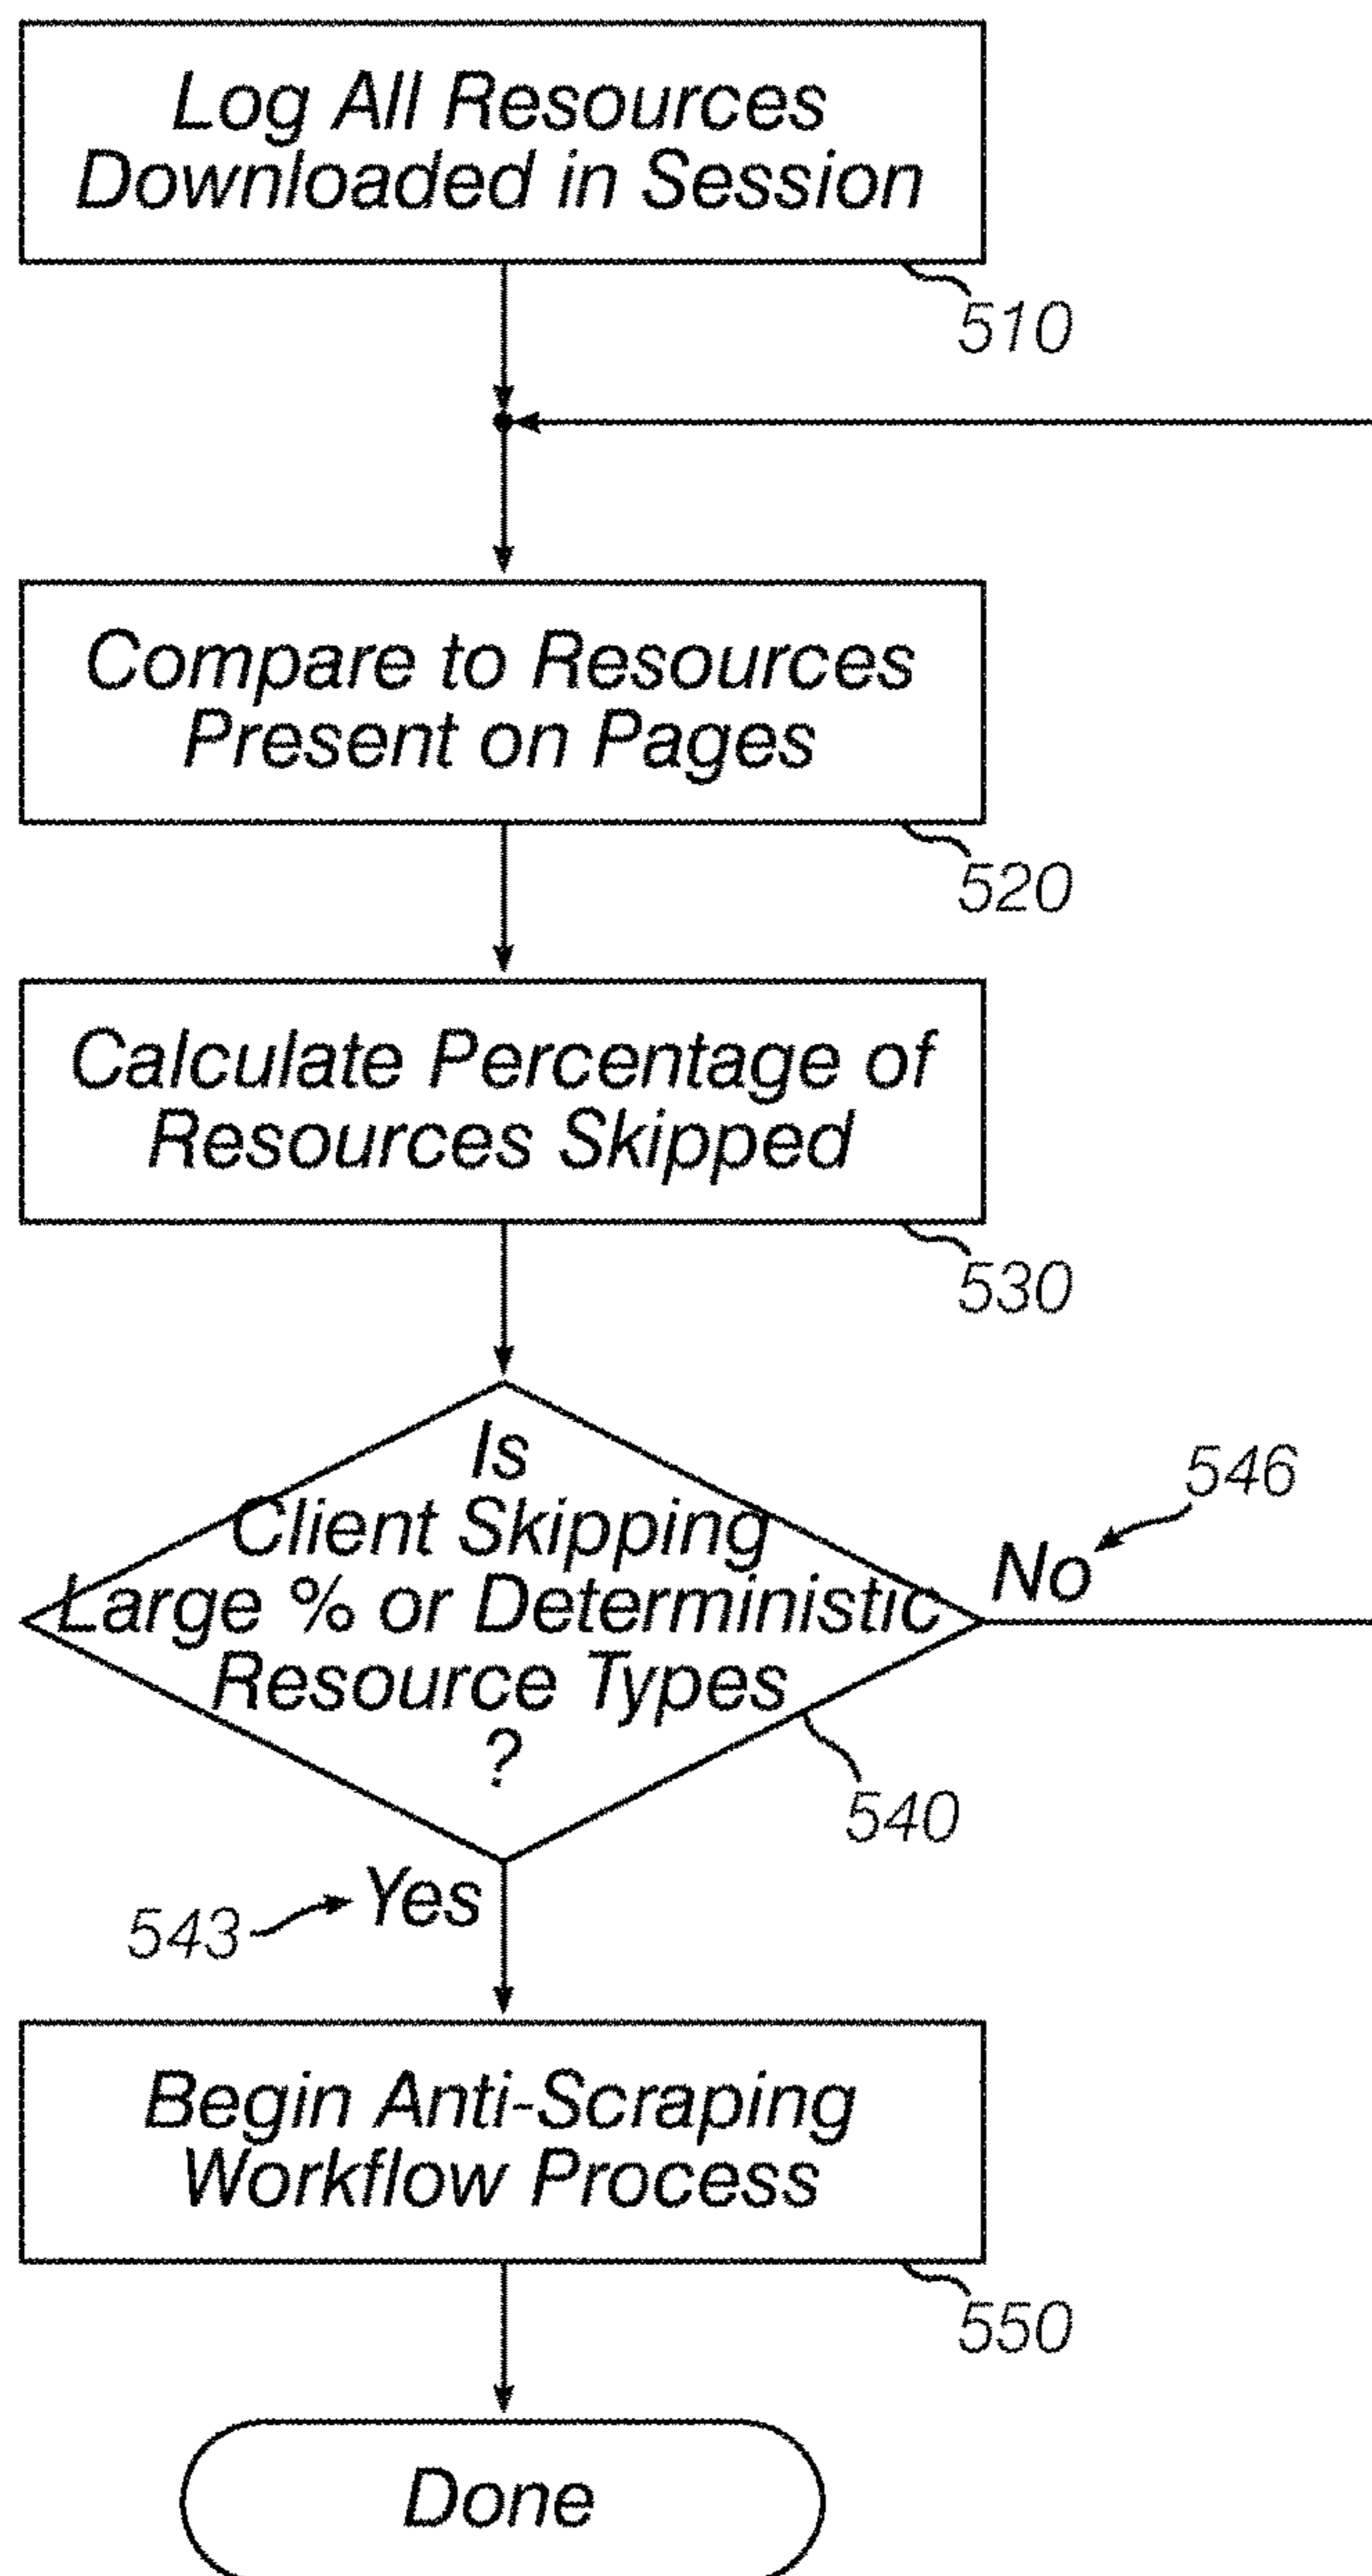 Log All Resources
Downloaded in Session
510
Compare to Resources
Present on Pages
520
Calculate Percentage of
Resources Skipped
530
Is
Client Skipping
Large % or Deterministic
Resource Types
?
546
No
540
Yes
543
Begin Anti-Scraping
Workflow Process
550
Done